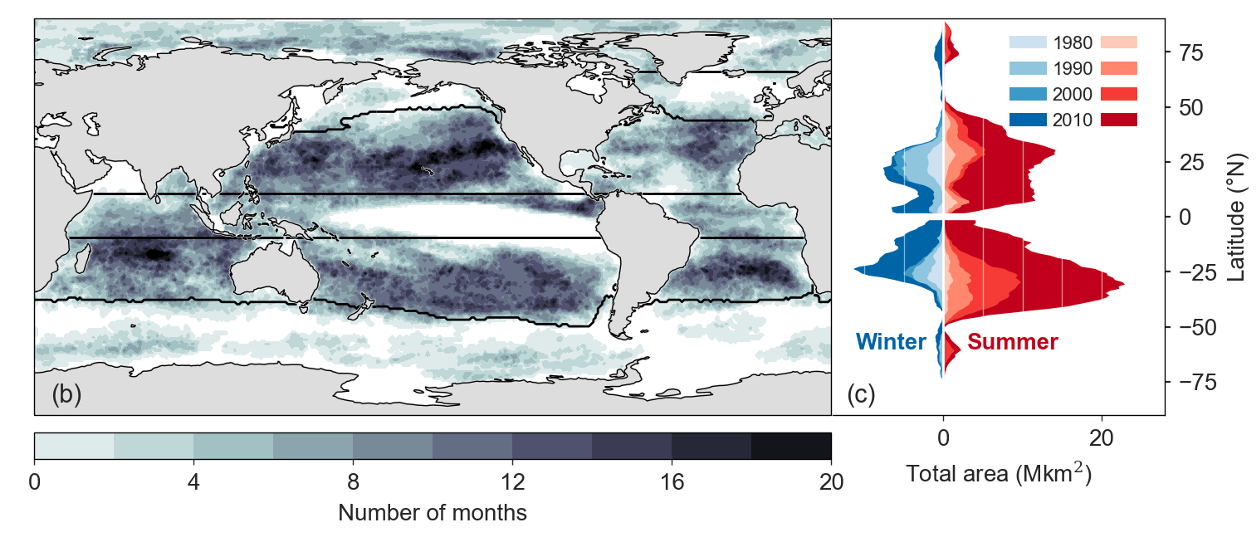 (b)
0 4 8 12 16 20
Number of months
1980
1990
2000
2010
Winter Summer
(c)
75
50
25
0
−25
−50
−75
Latitude (°N)
0 20
Total area (Mkm²)